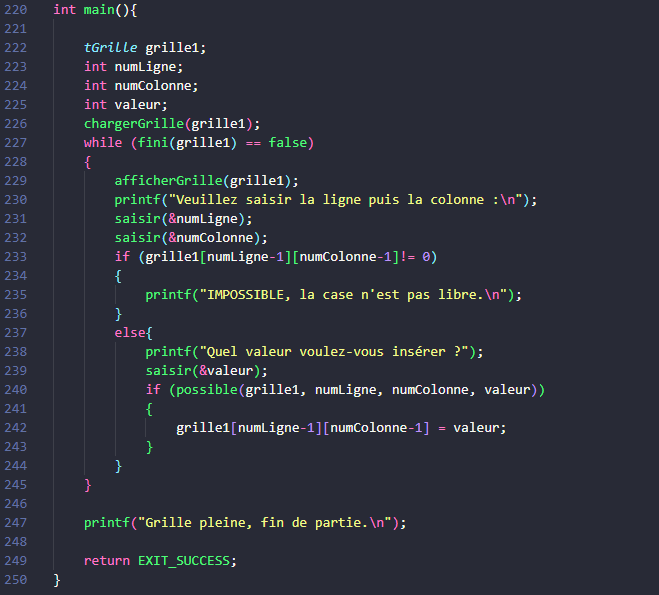 220 int main(){
221
222 tGrille grille1;
223 int numLigne;
224 int numColonne;
225 int valeur;
226 chargerGrille(grille1);
227 while (fini(grille1) == false)
228 {
229 afficherGrille(grille1);
230 printf("Veuillez saisir la ligne puis la colonne :\n");
231 saisir(&numLigne);
232 saisir(&numColonne);
233 if (grille1[numLigne-1][numColonne-1]!= 0)
234 {
235 printf("IMPOSSIBLE, la case n'est pas libre.\n");
236 }
237 else{
238 printf("Quel valeur voulez-vous insérer ?");
239 saisir(&valeur);
240 if (possible(grille1, numLigne, numColonne, valeur))
241 {
242 grille1[numLigne-1][numColonne-1] = valeur;
243 }
244 }
245 }
246
247 printf("Grille pleine, fin de partie.\n");
248
249 return EXIT_SUCCESS;
250 }